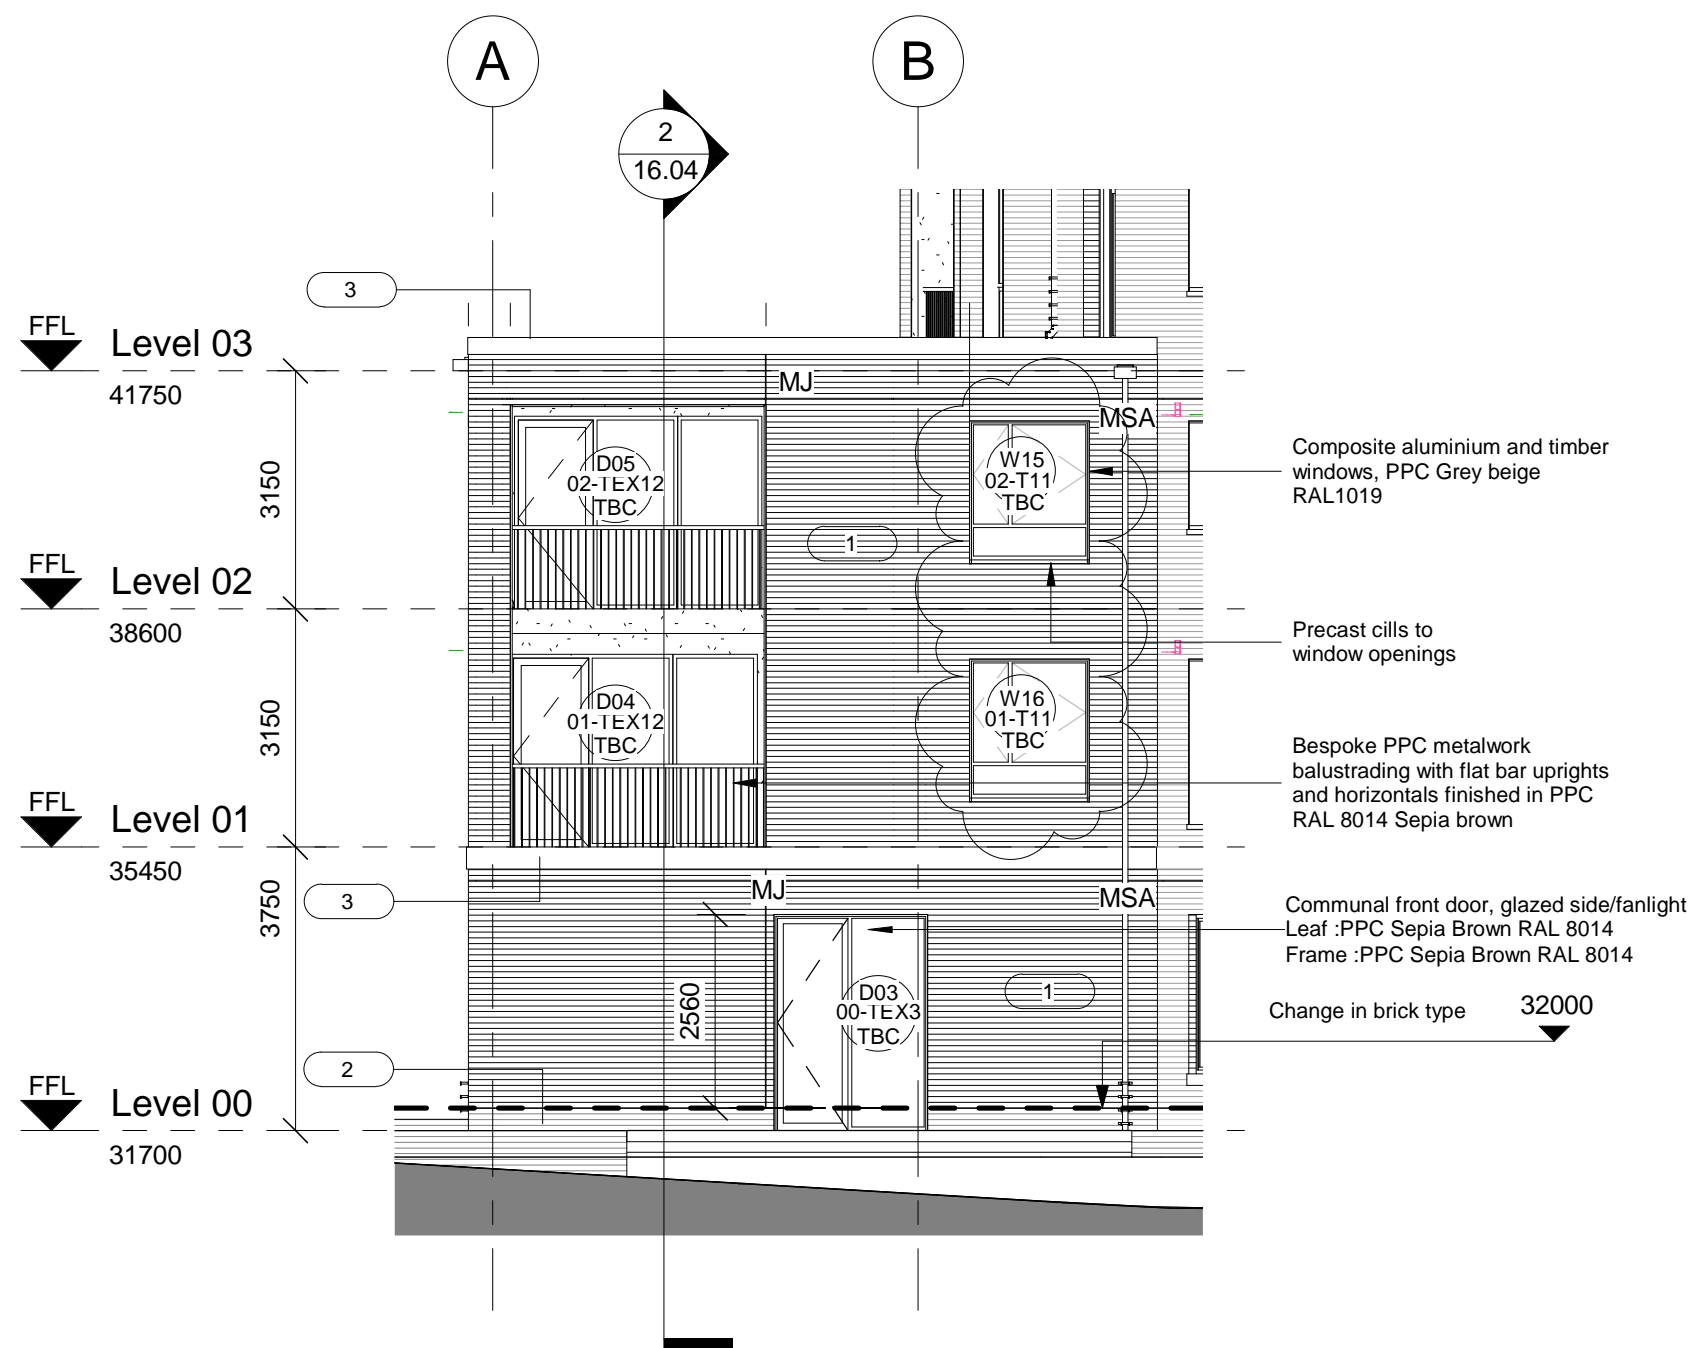 A
B
2
16.04
3
FFL
Level 03
41750
MJ
MSA
3150
D05
02-TEX12
TBC
W15
02-T11
TBC
Composite aluminium and timber
windows, PPC Grey beige
RAL1019
1
FFL
Level 02
38600
Precast cills to
window openings
3150
D04
01-TEX12
TBC
W16
01-T11
TBC
Bespoke PPC metalwork
balustrading with flat bar uprights
and horizontals finished in PPC
RAL 8014 Sepia brown
FFL
Level 01
35450
3
MJ
MSA
3750
Communal front door, glazed side/fanlight
Leaf :PPC Sepia Brown RAL 8014
Frame :PPC Sepia Brown RAL 8014
2560
D03
00-TEX3
TBC
1
Change in brick type
32000
2
FFL
Level 00
31700